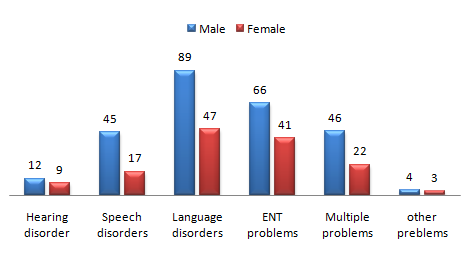 Male Female
89
66
45 47 46
41
12 17 22
9 4 3
Hearing disorder
Speech disorders
Language disorders
ENT problems
Multiple problems
other preblems